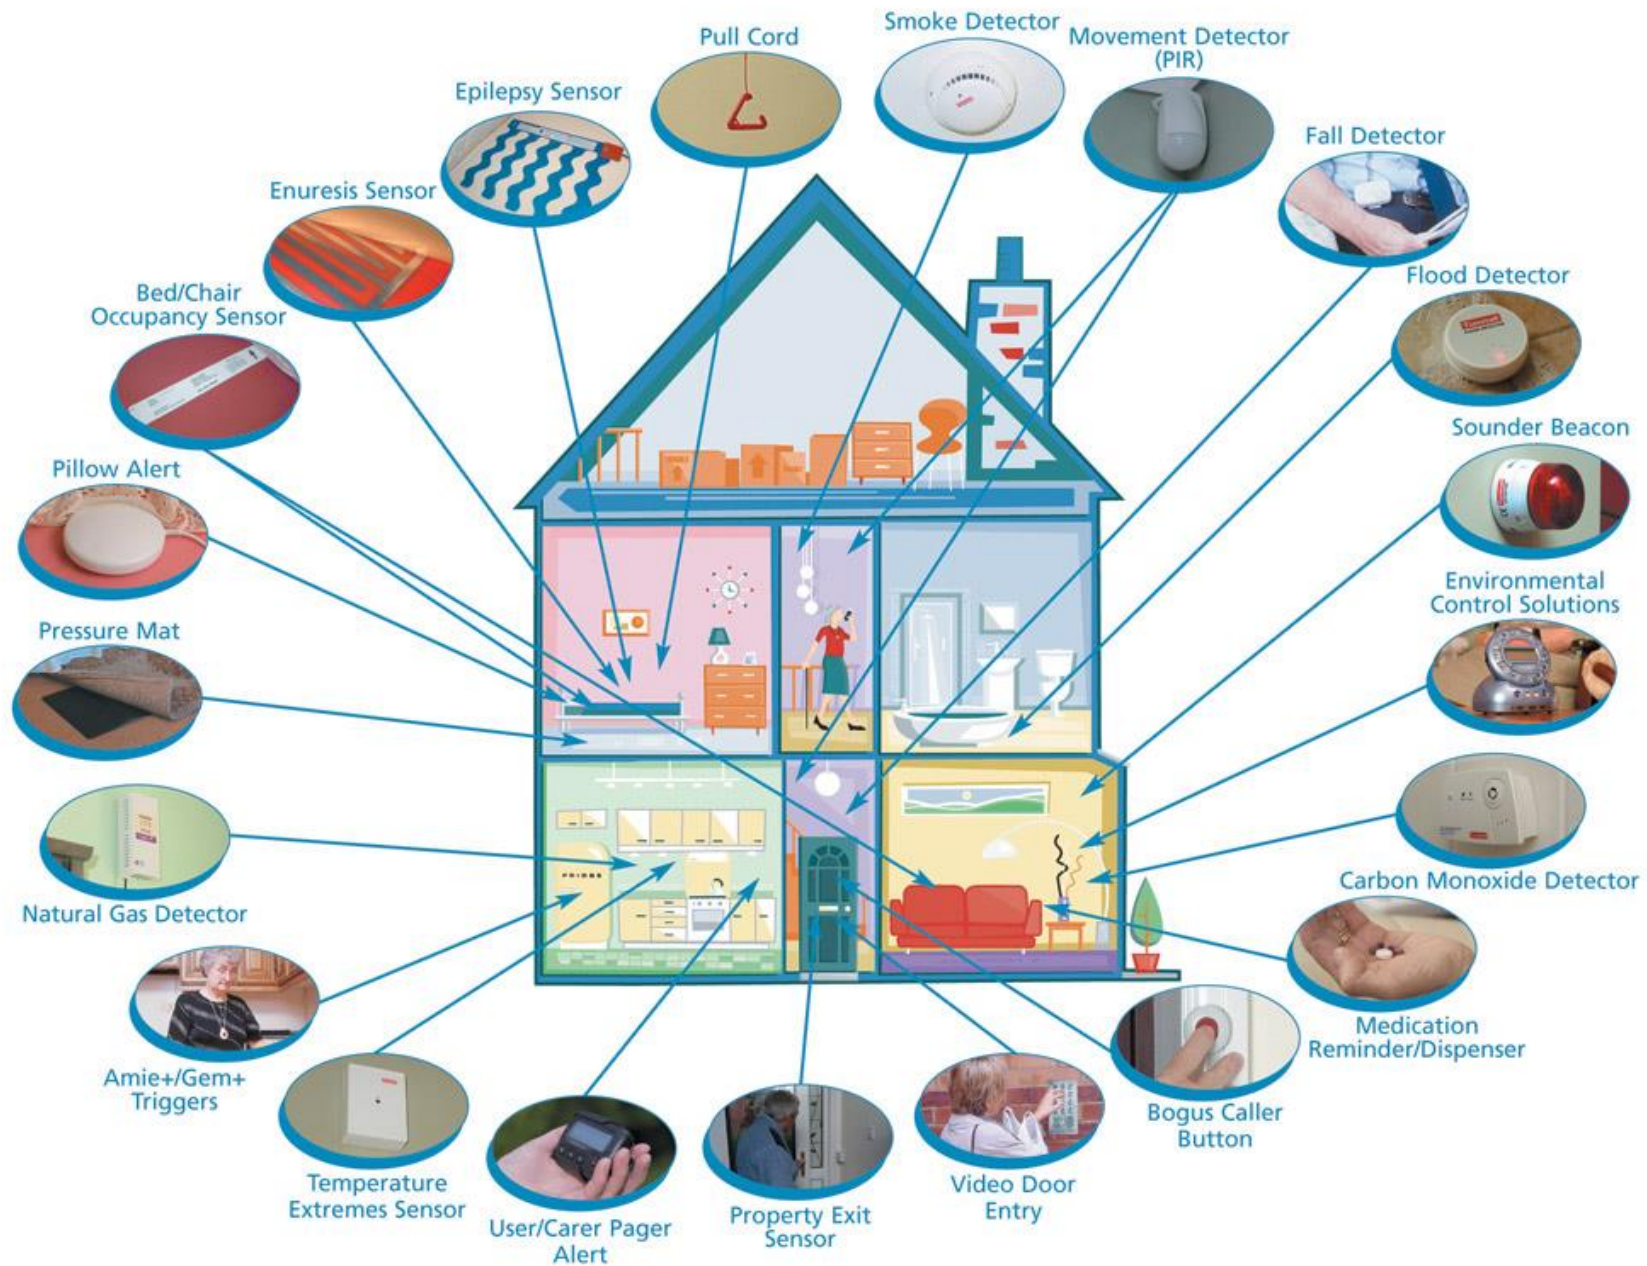 Pull Cord
Smoke Detector
Movement Detector
(PIR)
Epilepsy Sensor
Fall Detector
Enuresis Sensor
Flood Detector
Bed/Chair
Occupancy Sensor
Sounder Beacon
Pillow Alert
Environmental
Control Solutions
Pressure Mat
FRIDGE
Natural Gas Detector
Carbon Monoxide Detector
Amie+/Gem+
Triggers
Medication
Reminder/Dispenser
Temperature
Extremes Sensor
User/Carer Pager
Alert
Property Exit
Sensor
Video Door
Entry
Bogus Caller
Button